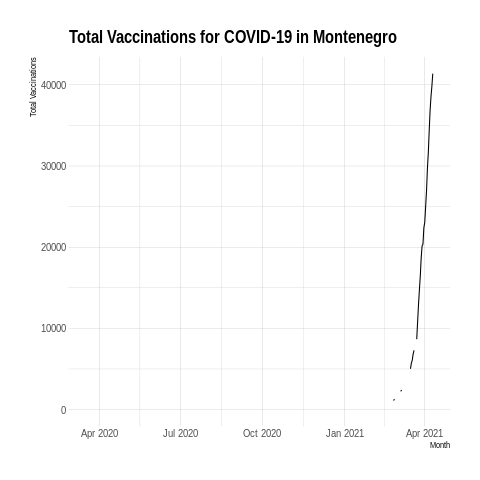 Total Vaccinations for COVID-19 in Montenegro
Total Vaccinations
40000
30000
20000
10000
0
Apr 2020 Jul 2020 Oct 2020 Jan 2021 Apr 2021
Month